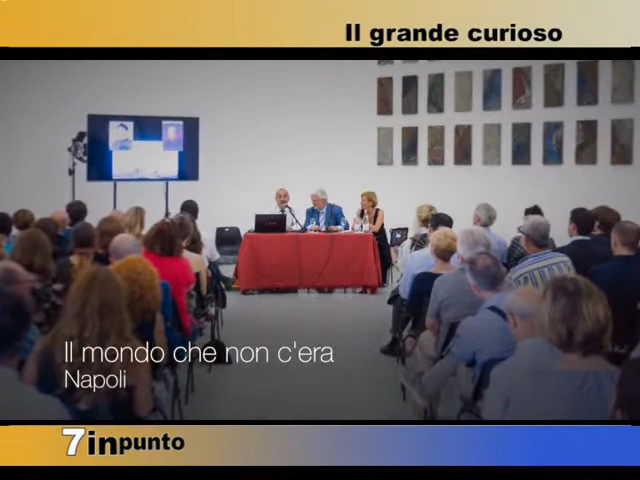 Il grande curioso
Il mondo che non c'era
Napoli
7inpunto